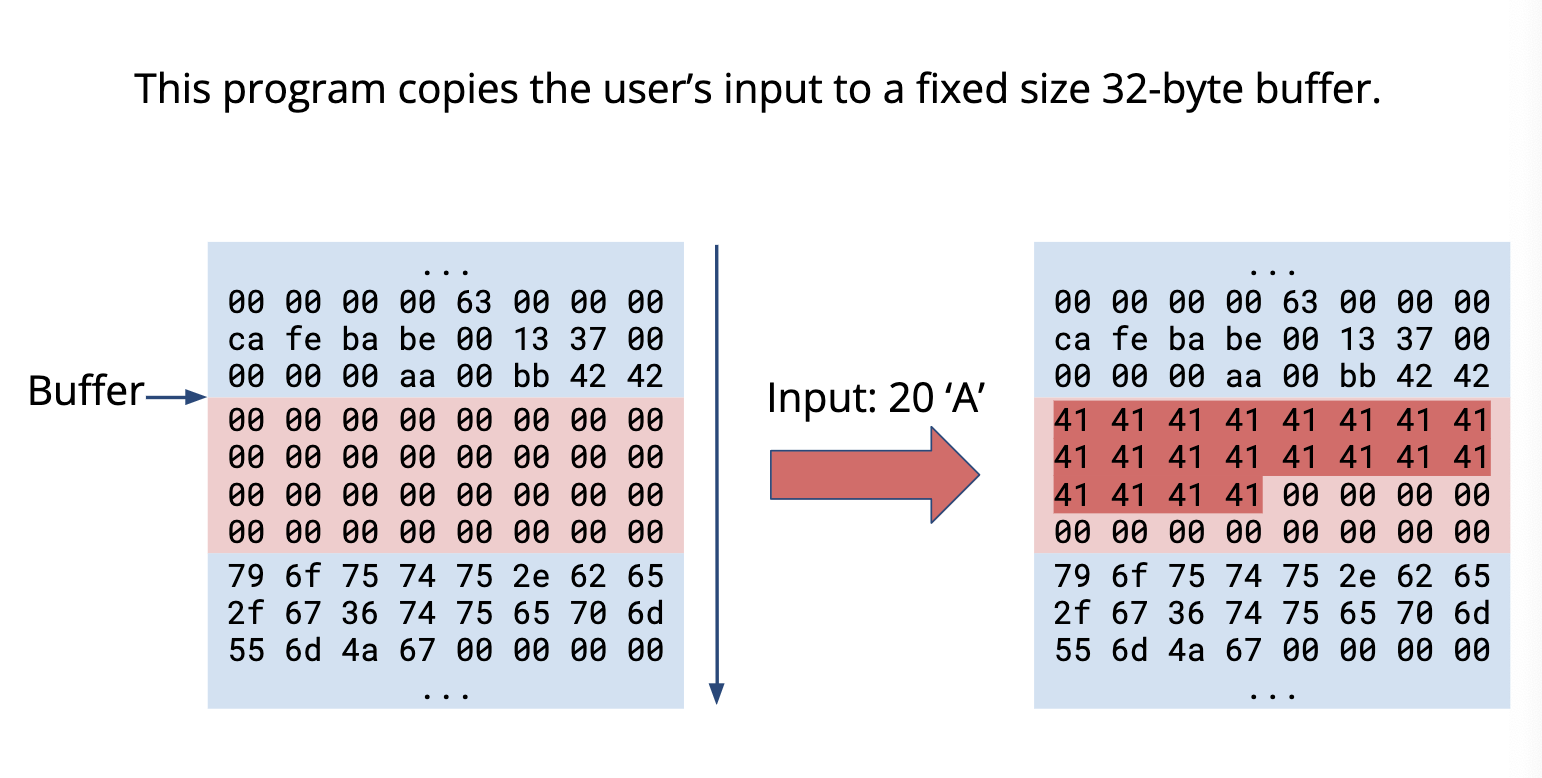 This program copies the user’s input to a fixed size 32-byte buffer.
...
00 00 00 00 63 00 00 00
ca fe ba be 00 13 37 00
00 00 00 aa 00 bb 42 42
Buffer
00 00 00 00 00 00 00 00
00 00 00 00 00 00 00 00
00 00 00 00 00 00 00 00
00 00 00 00 00 00 00 00
79 6f 75 74 75 2e 62 65
2f 67 36 74 75 65 70 6d
55 6d 4a 67 00 00 00 00
...
Input: 20 ‘A’
...
00 00 00 00 63 00 00 00
ca fe ba be 00 13 37 00
00 00 00 aa 00 bb 42 42
41 41 41 41 41 41 41 41
41 41 41 41 41 41 41 41
41 41 41 41 00 00 00 00
00 00 00 00 00 00 00 00
79 6f 75 74 75 2e 62 65
2f 67 36 74 75 65 70 6d
55 6d 4a 67 00 00 00 00
...